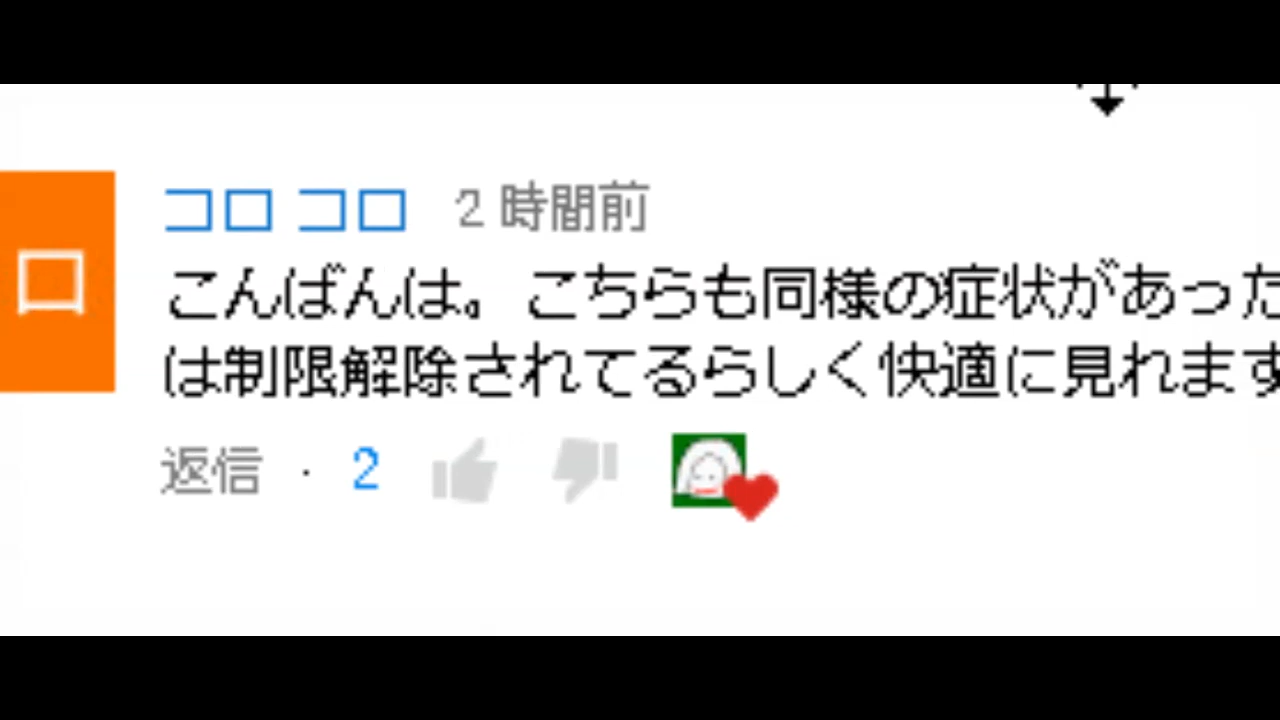 ロ
コロ コロ 2 時間前
こんばんは。こちらも同様の症状があった
は制限解除されてるらしく快適に見れます
返信 · 2